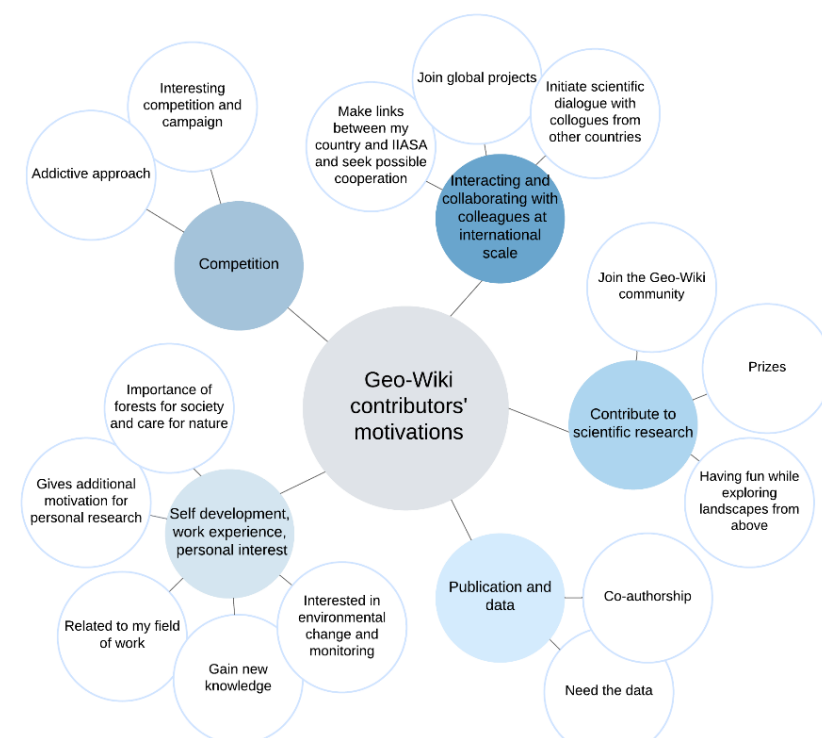 Join global projects
Interesting
competition and
campaign
Initiate scientific
dialogue with
collogues from
other countries
Make links
between my
country and IIASA
and seek possible
cooperation
Addictive approach
Interacting and
collaborating with
colleagues at
international
scale
Competition
Join the Geo-Wiki
community
Prizes
Geo-Wiki
contributors'
motivations
Contribute to
scientific research
Importance of
forests for society
and care for nature
Gives additional
motivation for
personal research
Having fun while
exploring
landscapes from
above
Self development,
work experience,
personal interest
Publication and
data
Co-authorship
Interested in
environmental
change and
monitoring
Related to my field
of work
Gain new
knowledge
Need the data